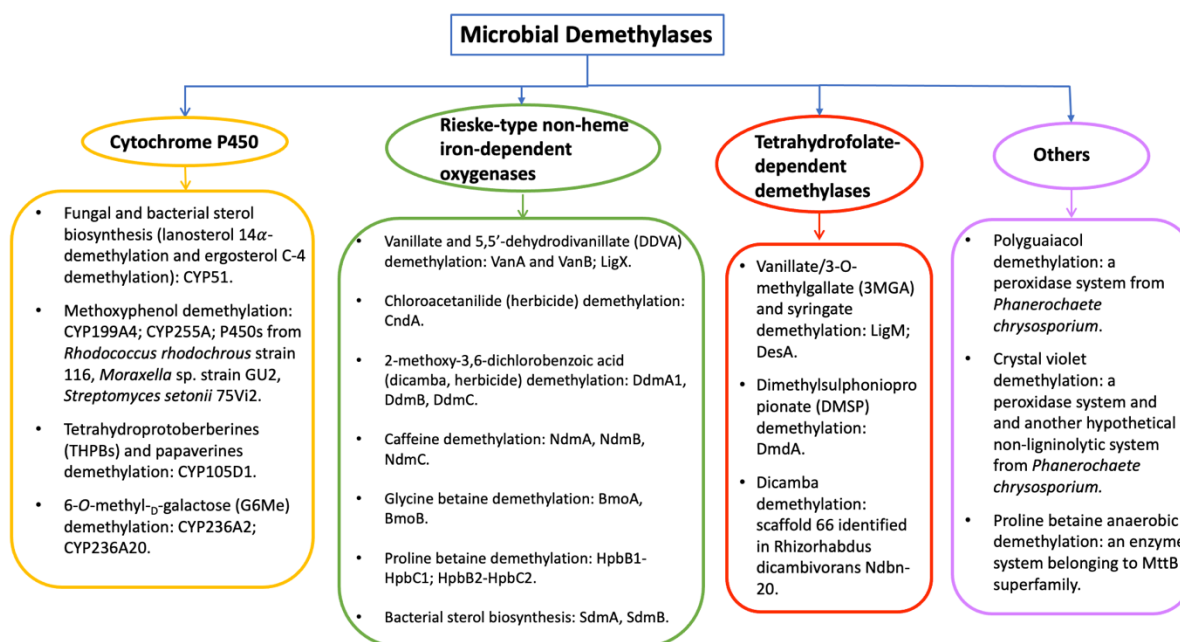 Microbial Demethylases
Cytochrome P450
• Fungal and bacterial sterol
biosynthesis (lanosterol 14α-
demethylation and ergosterol C-4
demethylation): CYP51.
• Methoxyphenol demethylation:
CYP199A4; CYP255A; P450s from
Rhodococcus rhodochrous strain
116, Moraxella sp. strain GU2,
Streptomyces setonii 75Vi2.
• Tetrahydroprotoberberines
(THPBs) and papaverines
demethylation: CYP105D1.
• 6-O-methyl-D-galactose (G6Me)
demethylation: CYP236A2;
CYP236A20.
Rieske-type non-heme
iron-dependent
oxygenases
• Vanillate and 5,5′-dehydrodivanillate (DDVA)
demethylation: VanA and VanB; LigX.
• Chloroacetanilide (herbicide) demethylation:
CndA.
• 2-methoxy-3,6-dichlorobenzoic acid
(dicamba, herbicide) demethylation: DdmA1,
DdmB, DdmC.
• Caffeine demethylation: NdmA, NdmB,
NdmC.
• Glycine betaine demethylation: BmoA,
BmoB.
• Proline betaine demethylation: HpbB1-
HpbC1; HpbB2-HpbC2.
• Bacterial sterol biosynthesis: SdmA, SdmB.
Tetrahydrofolate-
dependent
demethylases
• Vanillate/3-O-
methylgallate (3MGA)
and syringate
demethylation: LigM;
DesA.
• Dimethylsulphoniopro
pionate (DMSP)
demethylation:
DmdA.
• Dicamba
demethylation:
scaffold 66 identified
in Rhizorhabdus
dicambivorans Ndbn-
20.
Others
• Polyguaiacol
demethylation: a
peroxidase system from
Phanerochaete
chrysosporium.
• Crystal violet
demethylation: a
peroxidase system and
and another hypothetical
non-ligninolytic system
from Phanerochaete
chrysosporium.
• Proline betaine anaerobic
demethylation: an enzyme
system belonging to MttB
superfamily.